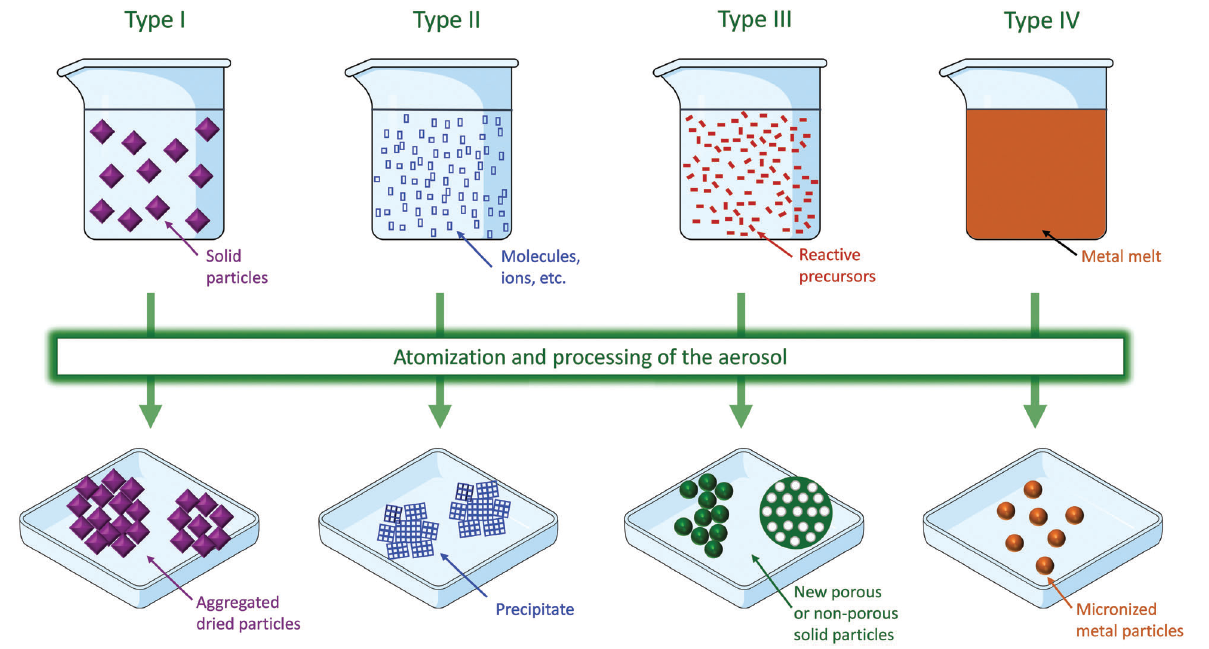 Type I
Type II
Type III
Type IV
Solid
particles
Molecules,
ions, etc.
Reactive
precursors
Metal melt
Atomization and processing of the aerosol
Aggregated
dried particles
Precipitate
New porous
or non-porous
solid particles
Micronized
metal particles